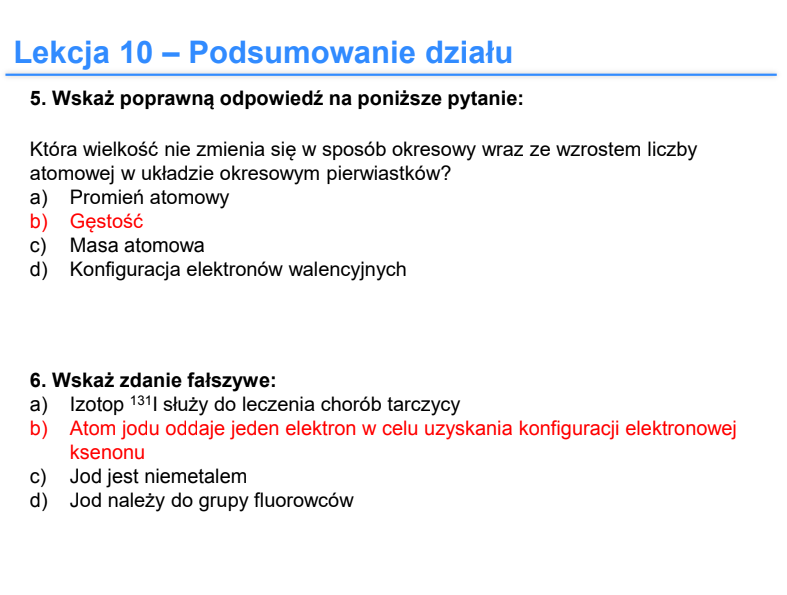 Lekcja 10 – Podsumowanie działu
5. Wskaż poprawną odpowiedź na poniższe pytanie:
Która wielkość nie zmienia się w sposób okresowy wraz ze wzrostem liczby
atomowej w układzie okresowym pierwiastków?
a) Promień atomowy
b) Gęstość
c) Masa atomowa
d) Konfiguracja elektronów walencyjnych
6. Wskaż zdanie fałszywe:
a) Izotop ¹³¹I służy do leczenia chorób tarczycy
b) Atom jodu oddaje jeden elektron w celu uzyskania konfiguracji elektronowej
ksenonu
c) Jod jest niemetalem
d) Jod należy do grupy fluorowców